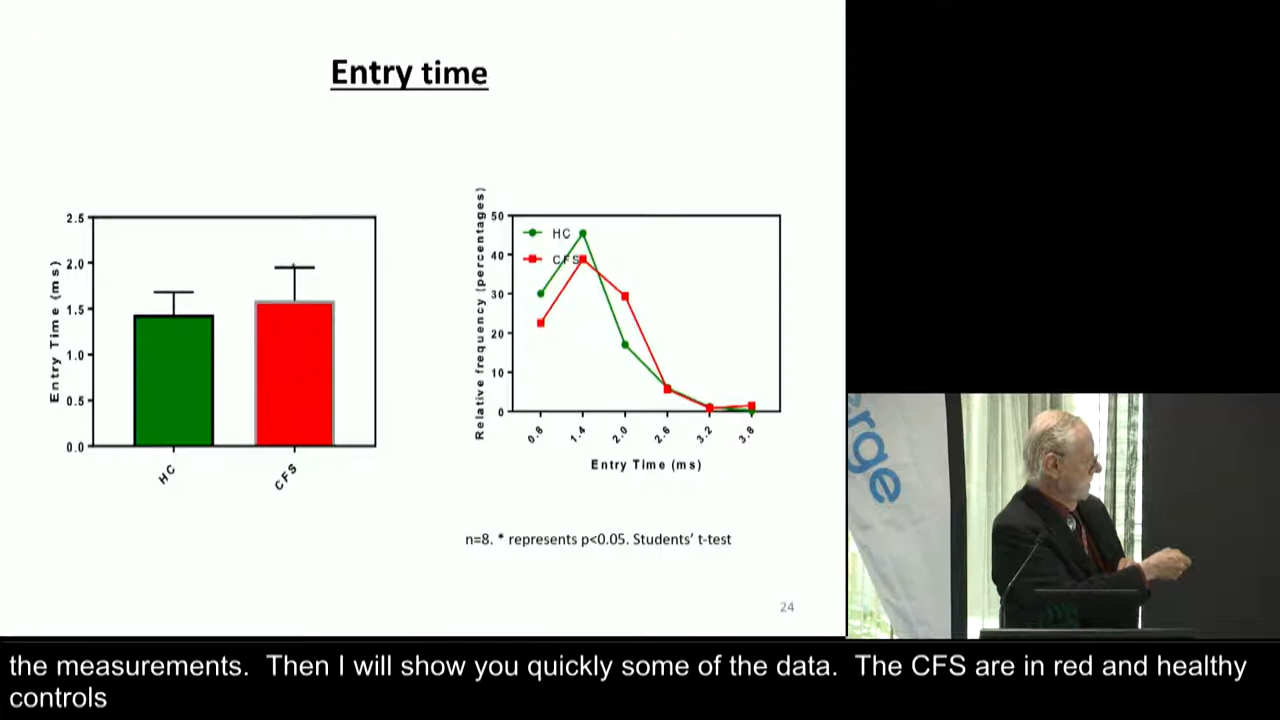 Entry time
2.5
2.0
1.5
1.0
0.5
0.0
Entry Time (ms)
HC
CFS
50
40
30
20
10
0
Relative frequency (percentages)
HC
CFS
0.8
1.4
2.0
2.6
3.2
3.8
Entry Time (ms)
n=8. * represents p<0.05. Students’ t-test
24
erge
the measurements.  Then I will show you quickly some of the data.  The CFS are in red and healthy
controls